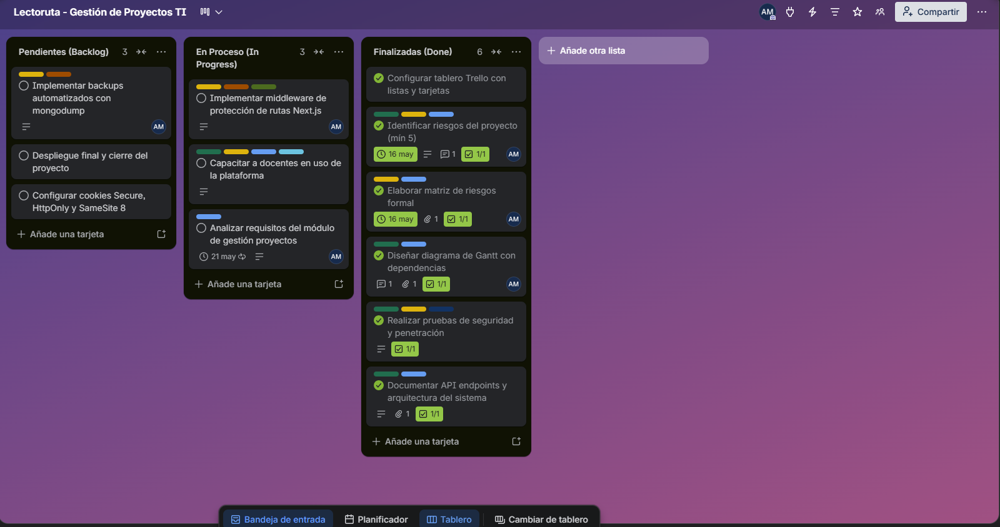 Lectoruta - Gestión de Proyectos TI
AM
Compartir
Pendientes (Backlog)
3
Implementar backups
automatizados con
mongodump
AM
Despliegue final y cierre del
proyecto
Configurar cookies Secure,
HttpOnly y SameSite 8
Añade una tarjeta
En Proceso (In
Progress)
3
Implementar middleware de
protección de rutas Next.js
AM
Capacitar a docentes en uso de
la plataforma
Analizar requisitos del módulo
de gestión proyectos
21 may
AM
Añade una tarjeta
Finalizadas (Done)
6
Configurar tablero Trello con
listas y tarjetas
Identificar riesgos del proyecto
(mín 5)
16 may 1 1/1 AM
Elaborar matriz de riesgos
formal
16 may 1 1/1 AM
Diseñar diagrama de Gantt con
dependencias
1 1 1/1 AM
Realizar pruebas de seguridad
y penetración
1/1
Documentar API endpoints y
arquitectura del sistema
1 1/1
Añade una tarjeta
Añade otra lista
Bandeja de entrada
Planificador
Tablero
Cambiar de tablero